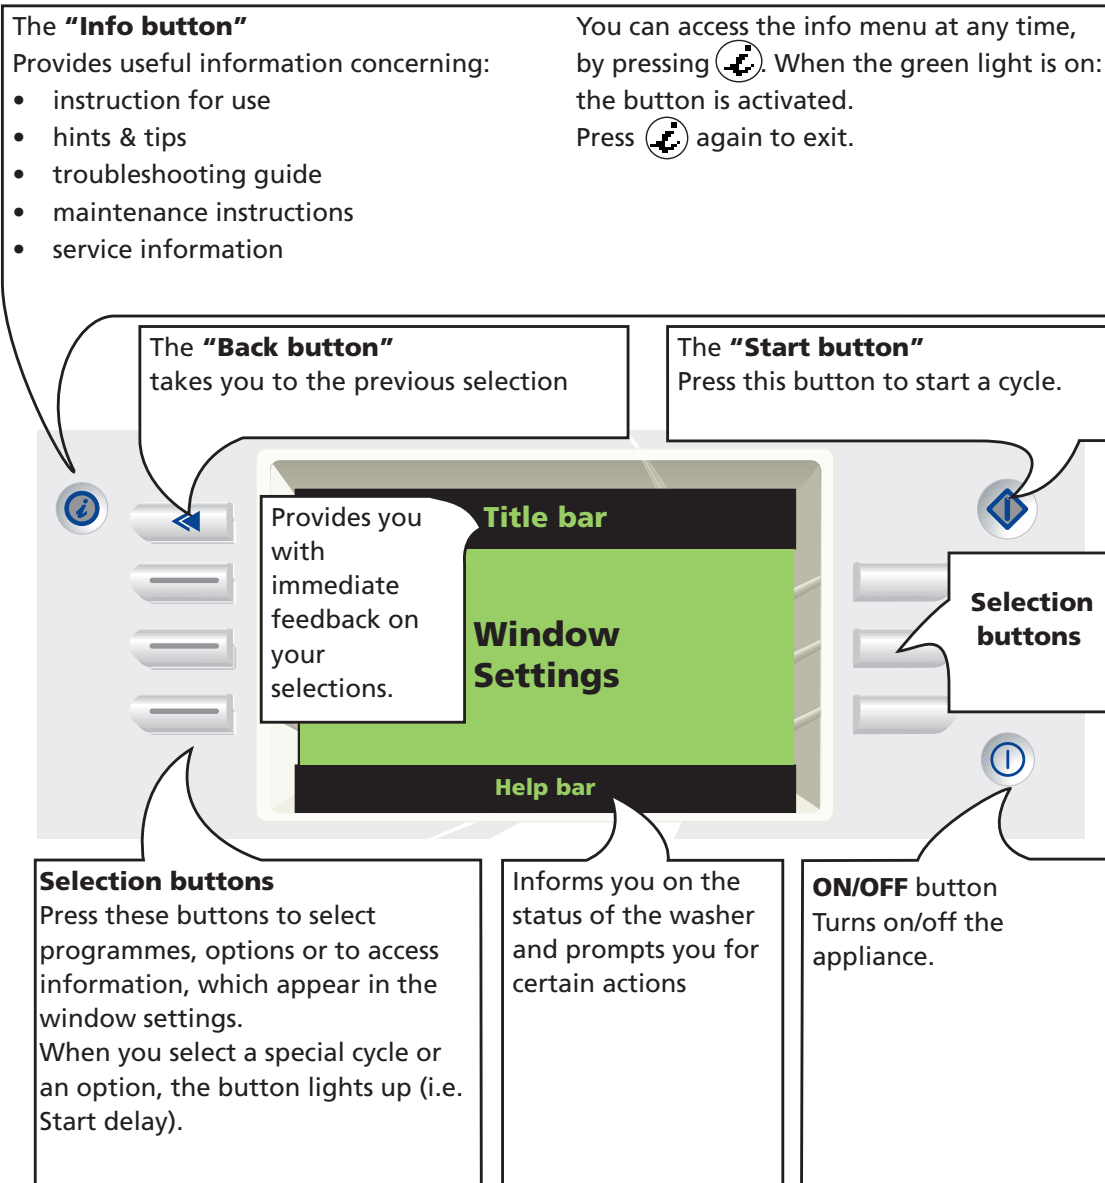 The “Info button”
Provides useful information concerning:
• instruction for use
• hints & tips
• troubleshooting guide
• maintenance instructions
• service information
You can access the info menu at any time,
by pressing i. When the green light is on:
the button is activated.
Press i again to exit.
The “Back button”
takes you to the previous selection
The “Start button”
Press this button to start a cycle.
Provides you
with
immediate
feedback on
your
selections.
Title bar
Window
Settings
Help bar
Selection
buttons
Selection buttons
Press these buttons to select
programmes, options or to access
information, which appear in the
window settings.
When you select a special cycle or
an option, the button lights up (i.e.
Start delay).
Informs you on the
status of the washer
and prompts you for
certain actions
ON/OFF button
Turns on/off the
appliance.